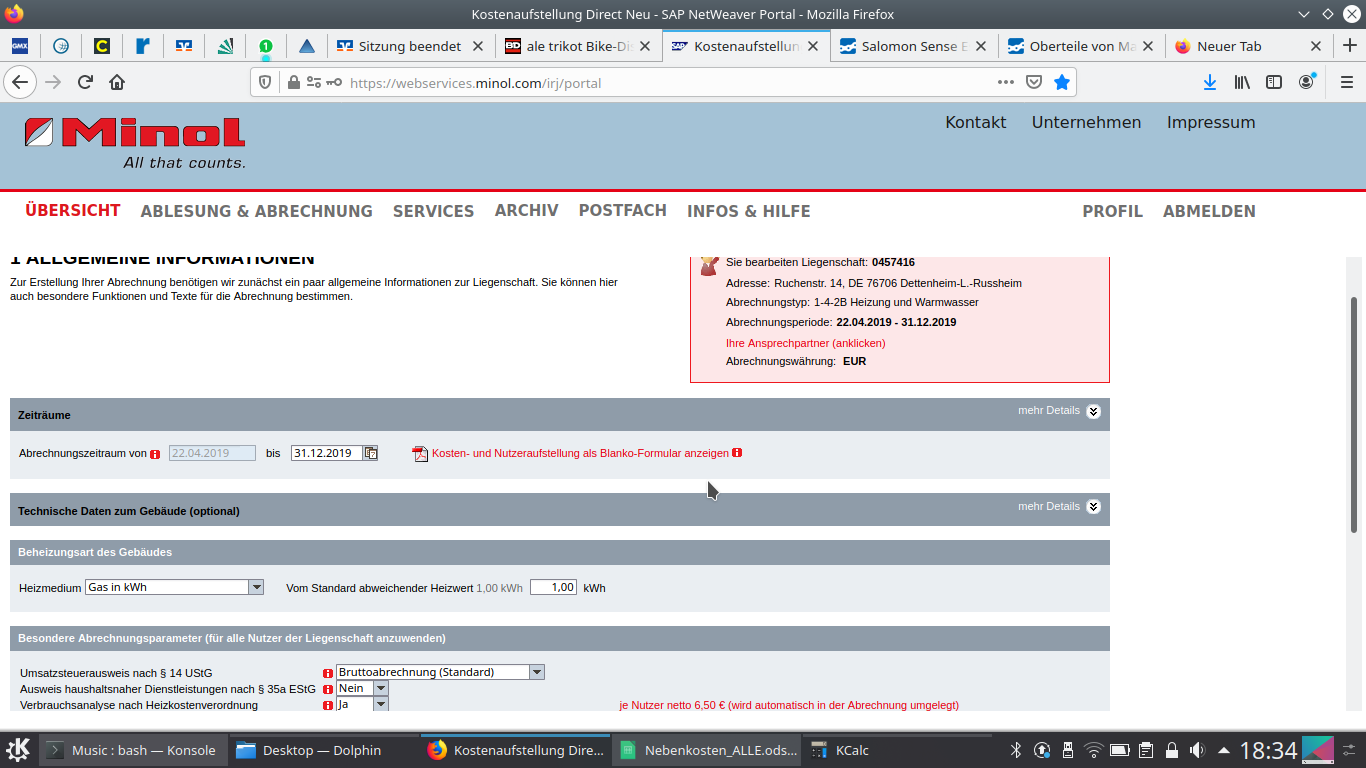 Kostenaufstellung Direct Neu - SAP NetWeaver Portal - Mozilla Firefox
GMX
C
r
1
Sitzung beendet
BD
ale trikot Bike-Dis
SAP
Kostenaufstellun
Salomon Sense E
Oberteile von Ma
Neuer Tab
https://webservices.minol.com/irj/portal
Minol
All that counts.
Kontakt Unternehmen Impressum
ÜBERSICHT ABLESUNG & ABRECHNUNG SERVICES ARCHIV POSTFACH INFOS & HILFE PROFIL ABMELDEN
1 ALLGEMEINE INFORMATIONEN
Zur Erstellung Ihrer Abrechnung benötigen wir zunächst ein paar allgemeine Informationen zur Liegenschaft. Sie können hier
auch besondere Funktionen und Texte für die Abrechnung bestimmen.
Sie bearbeiten Liegenschaft: 0457416
Adresse: Ruchenstr. 14, DE 76706 Dettenheim-L.-Russheim
Abrechnungstyp: 1-4-2B Heizung und Warmwasser
Abrechnungsperiode: 22.04.2019 - 31.12.2019
Ihre Ansprechpartner (anklicken)
Abrechnungswährung: EUR
Zeiträume mehr Details
Abrechnungszeitraum von 22.04.2019 bis 31.12.2019 Kosten- und Nutzeraufstellung als Blanko-Formular anzeigen
Technische Daten zum Gebäude (optional) mehr Details
Beheizungsart des Gebäudes
Heizmedium Gas in kWh Vom Standard abweichender Heizwert 1,00 kWh 1,00 kWh
Besondere Abrechnungsparameter (für alle Nutzer der Liegenschaft anzuwenden)
Umsatzsteuerausweis nach § 14 UStG Bruttoabrechnung (Standard)
Ausweis haushaltsnaher Dienstleistungen nach § 35a EStG Nein
Verbrauchsanalyse nach Heizkostenverordnung Ja je Nutzer netto 6,50 € (wird automatisch in der Abrechnung umgelegt)
Music : bash — Konsole
Desktop — Dolphin
Kostenaufstellung Dire...
Nebenkosten_ALLE.ods...
KCalc
18:34